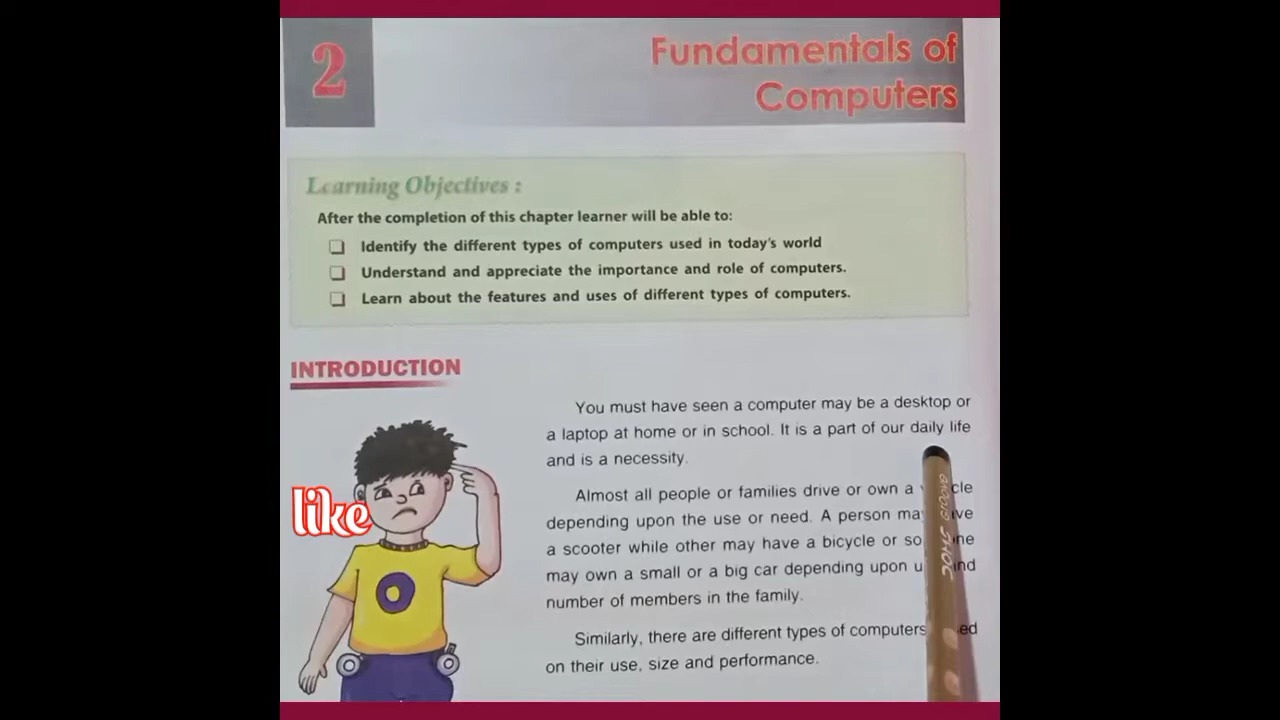 2
Fundamentals of
Computers
Learning Objectives :
After the completion of this chapter learner will be able to:
Identify the different types of computers used in today's world
Understand and appreciate the importance and role of computers.
Learn about the features and uses of different types of computers.
INTRODUCTION
You must have seen a computer may be a desktop or
a laptop at home or in school. It is a part of our daily life
and is a necessity.
Almost all people or families drive or own a
depending upon the use or need. A person
a scooter while other may have a bicycle or
may own a small or a big car depending upon
number of members in the family.
Similarly, there are different types of computers
on their use, size and performance.
like